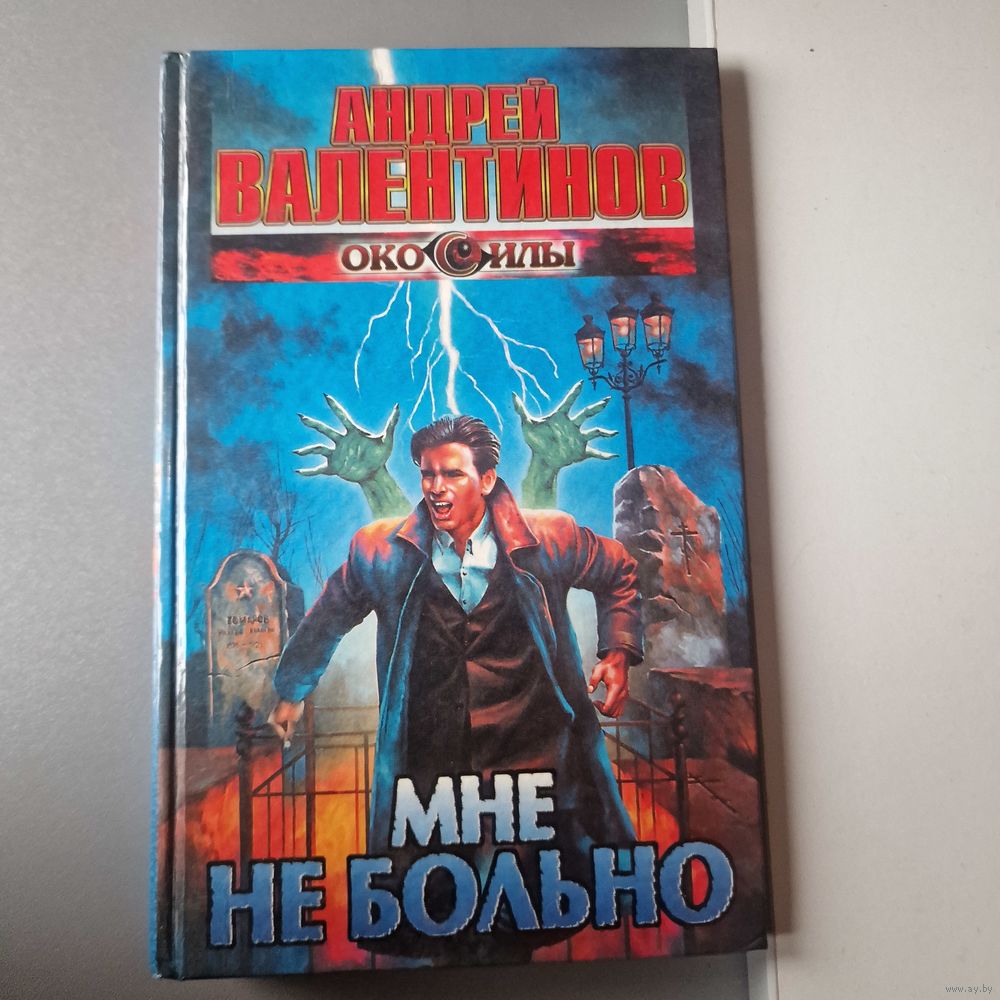 АНДРЕЙ
ВАЛЕНТИНОВ
ОКО СИЛЫ
МНЕ
НЕ БОЛЬНО
www.ay.by